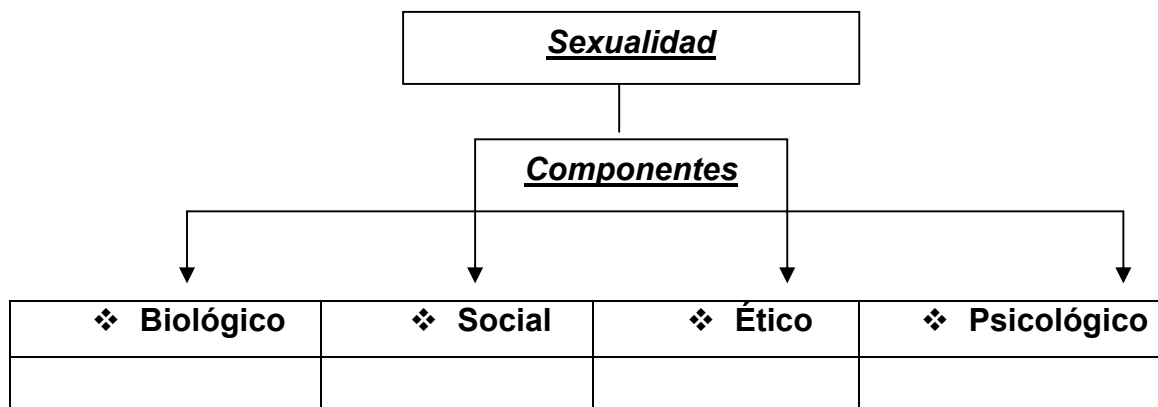 Sexualidad
Componentes
❖ Biológico ❖ Social ❖ Ético ❖ Psicológico